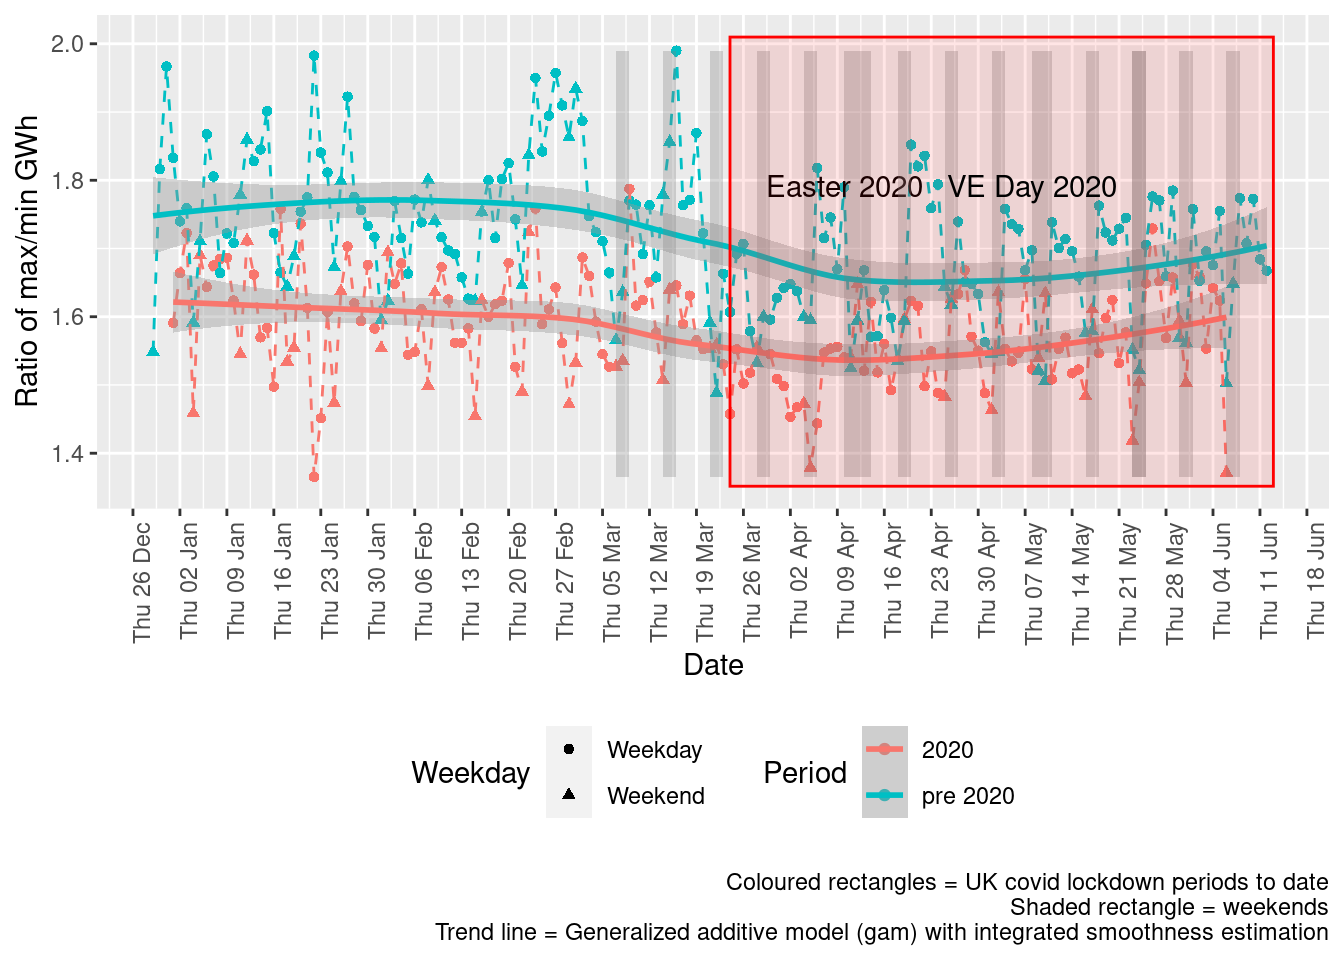 2.0
1.8
1.6
1.4
Ratio of max/min GWh
Easter 2020
VE Day 2020
Thu 26 Dec
Thu 02 Jan
Thu 09 Jan
Thu 16 Jan
Thu 23 Jan
Thu 30 Jan
Thu 06 Feb
Thu 13 Feb
Thu 20 Feb
Thu 27 Feb
Thu 05 Mar
Thu 12 Mar
Thu 19 Mar
Thu 26 Mar
Thu 02 Apr
Thu 09 Apr
Thu 16 Apr
Thu 23 Apr
Thu 30 Apr
Thu 07 May
Thu 14 May
Thu 21 May
Thu 28 May
Thu 04 Jun
Thu 11 Jun
Thu 18 Jun
Date
Weekday
Weekday
Weekend
Period
2020
pre 2020
Coloured rectangles = UK covid lockdown periods to date
Shaded rectangle = weekends
Trend line = Generalized additive model (gam) with integrated smoothness estimation